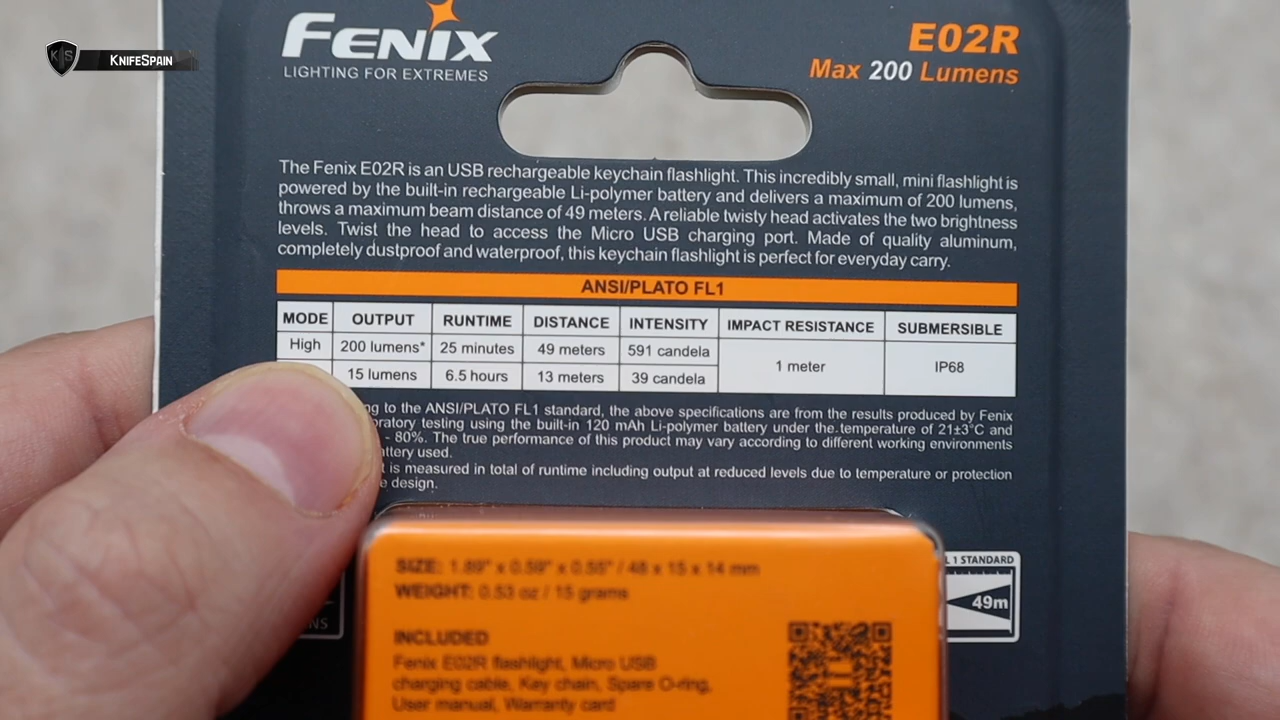 KNIFESPAIN
FENIX
LIGHTING FOR EXTREMES
E02R
Max 200 Lumens
The Fenix E02R is an USB rechargeable keychain flashlight. This incredibly small, mini flashlight is
powered by the built-in rechargeable Li-polymer battery and delivers a maximum of 200 lumens,
throws a maximum beam distance of 49 meters. A reliable twisty head activates the two brightness
levels. Twist the head to access the Micro USB charging port. Made of quality aluminum,
completely dustproof and waterproof, this keychain flashlight is perfect for everyday carry.
ANSI/PLATO FL1
MODE OUTPUT RUNTIME DISTANCE INTENSITY IMPACT RESISTANCE SUBMERSIBLE
High 200 lumens* 25 minutes 49 meters 591 candela 1 meter IP68
15 lumens 6.5 hours 13 meters 39 candela
to the ANSI/PLATO FL1 standard, the above specifications are from the results produced by Fenix
testing using the built-in 120 mAh Li-polymer battery under the temperature of 21±3°C and
- 80%. The true performance of this product may vary according to different working environments
used.
is measured in total of runtime including output at reduced levels due to temperature or protection
design.
SIZE: 1.89" x 0.59" x 0.55" / 48 x 15 x 14 mm
WEIGHT: 0.53 oz / 15 grams
INCLUDED
Fenix E02R flashlight, Micro USB
charging cable, Key chain, Spare O-ring,
User manual, Warranty card
1 STANDARD
49m